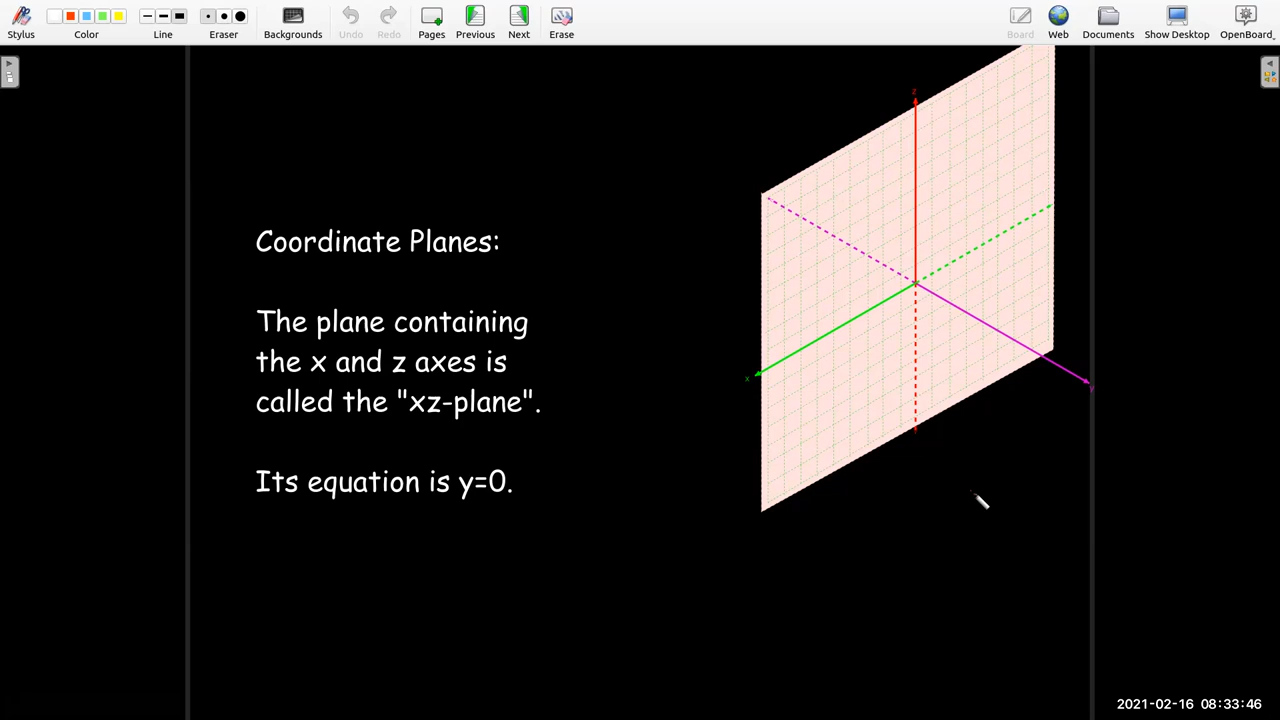 Stylus Color Line Eraser Backgrounds Undo Redo Pages Previous Next Erase Board Web Documents Show Desktop OpenBoard
z
Coordinate Planes:
The plane containing
the x and z axes is
called the "xz-plane".
x
y
Its equation is y=0.
2021-02-16 08:33:46